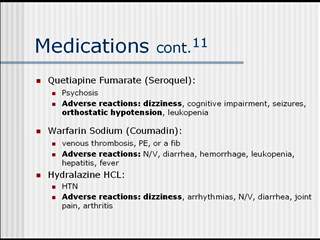 Medications cont.11
Quetiapine Fumarate (Seroquel):
Psychosis
Adverse reactions: dizziness, cognitive impairment, seizures,
orthostatic hypotension, leukopenia
Warfarin Sodium (Coumadin):
venous thrombosis, PE, or a fib
Adverse reactions: N/V, diarrhea, hemorrhage, leukopenia,
hepatitis, fever
Hydralazine HCL:
HTN
Adverse reactions: dizziness, arrhythmias, N/V, diarrhea, joint
pain, arthritis